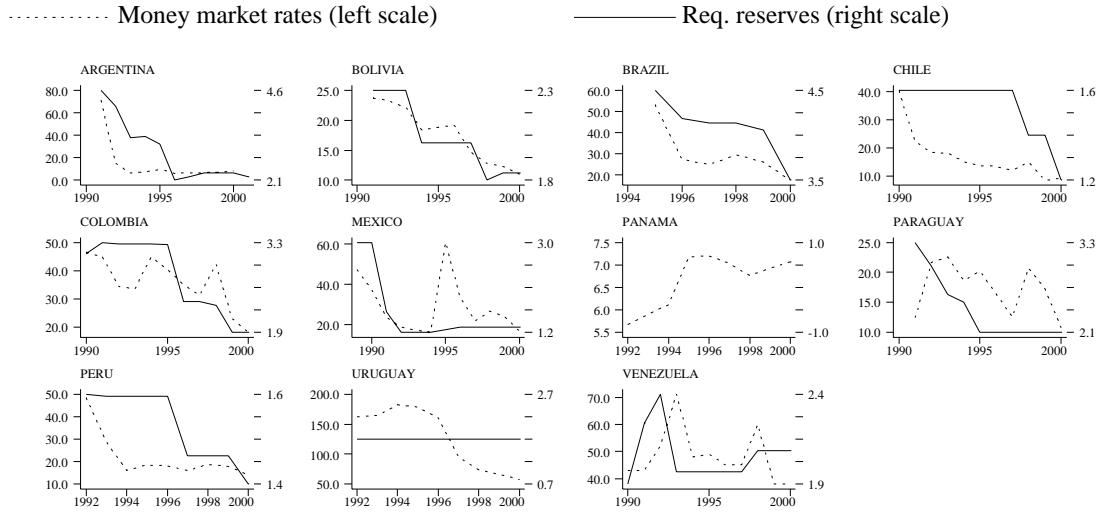 Money market rates (left scale) Req. reserves (right scale)
ARGENTINA BOLIVIA BRAZIL CHILE
80.0 4.6 25.0 2.3 60.0 4.5 40.0 1.6
60.0 20.0 50.0 30.0
40.0 15.0 40.0 20.0
20.0 30.0 10.0
0.0 2.1 10.0 1.8 20.0 3.5 1.2
1990 1995 2000 1990 1995 2000 1994 1996 1998 2000 1990 1995 2000
COLOMBIA MEXICO PANAMA PARAGUAY
50.0 3.3 60.0 3.0 7.5 1.0 25.0 3.3
40.0 40.0 7.0 20.0
30.0 20.0 6.5 15.0
20.0 1.9 1.2 6.0 10.0 2.1
5.5 -1.0
1990 1995 2000 1990 1995 2000 1992 1994 1996 1998 2000 1990 1995 2000
PERU URUGUAY VENEZUELA
50.0 1.6 200.0 2.7 70.0 2.4
40.0 150.0 60.0
30.0 100.0 50.0
20.0 50.0 0.7 40.0 1.9
10.0 1.4
1992 1994 1996 1998 2000 1992 1994 1996 1998 2000 1990 1995 2000